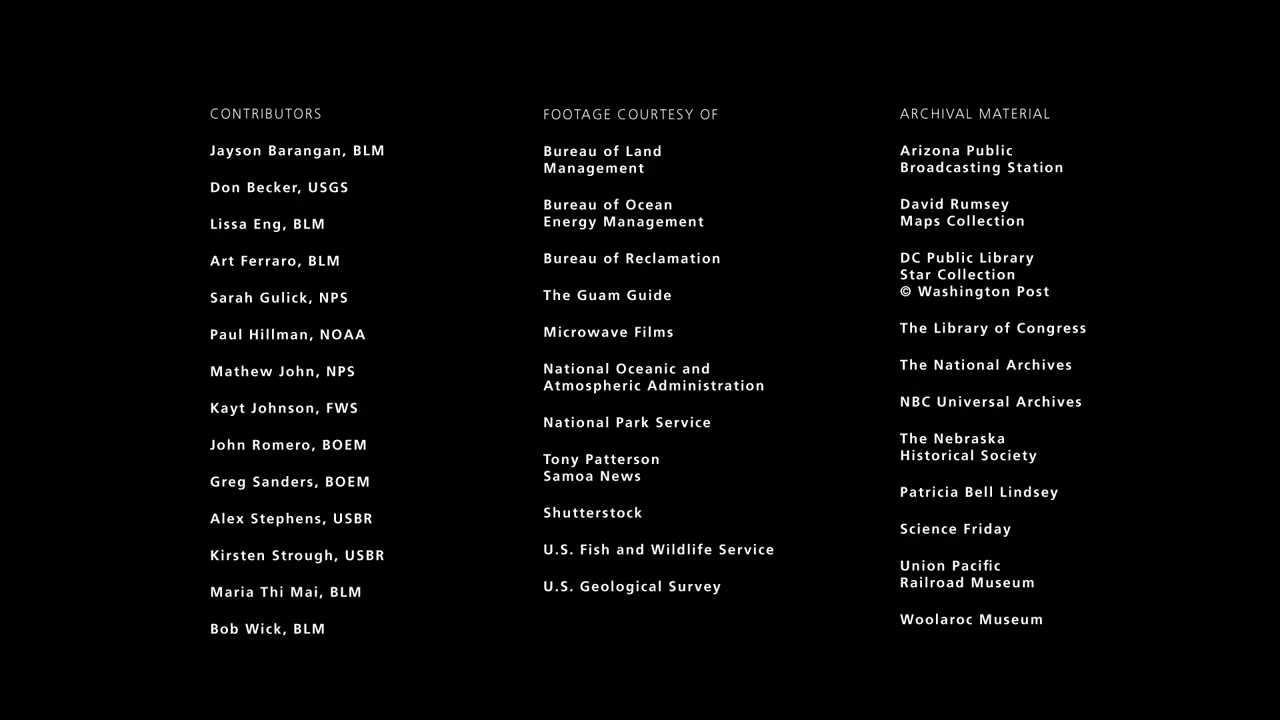 CONTRIBUTORS
Jayson Barangan, BLM
Don Becker, USGS
Lissa Eng, BLM
Art Ferraro, BLM
Sarah Gulick, NPS
Paul Hillman, NOAA
Mathew John, NPS
Kayt Johnson, FWS
John Romero, BOEM
Greg Sanders, BOEM
Alex Stephens, USBR
Kirsten Strough, USBR
Maria Thi Mai, BLM
Bob Wick, BLM
FOOTAGE COURTESY OF
Bureau of Land
Management
Bureau of Ocean
Energy Management
Bureau of Reclamation
The Guam Guide
Microwave Films
National Oceanic and
Atmospheric Administration
National Park Service
Tony Patterson
Samoa News
Shutterstock
U.S. Fish and Wildlife Service
U.S. Geological Survey
ARCHIVAL MATERIAL
Arizona Public
Broadcasting Station
David Rumsey
Maps Collection
DC Public Library
Star Collection
© Washington Post
The Library of Congress
The National Archives
NBC Universal Archives
The Nebraska
Historical Society
Patricia Bell Lindsey
Science Friday
Union Pacific
Railroad Museum
Woolaroc Museum